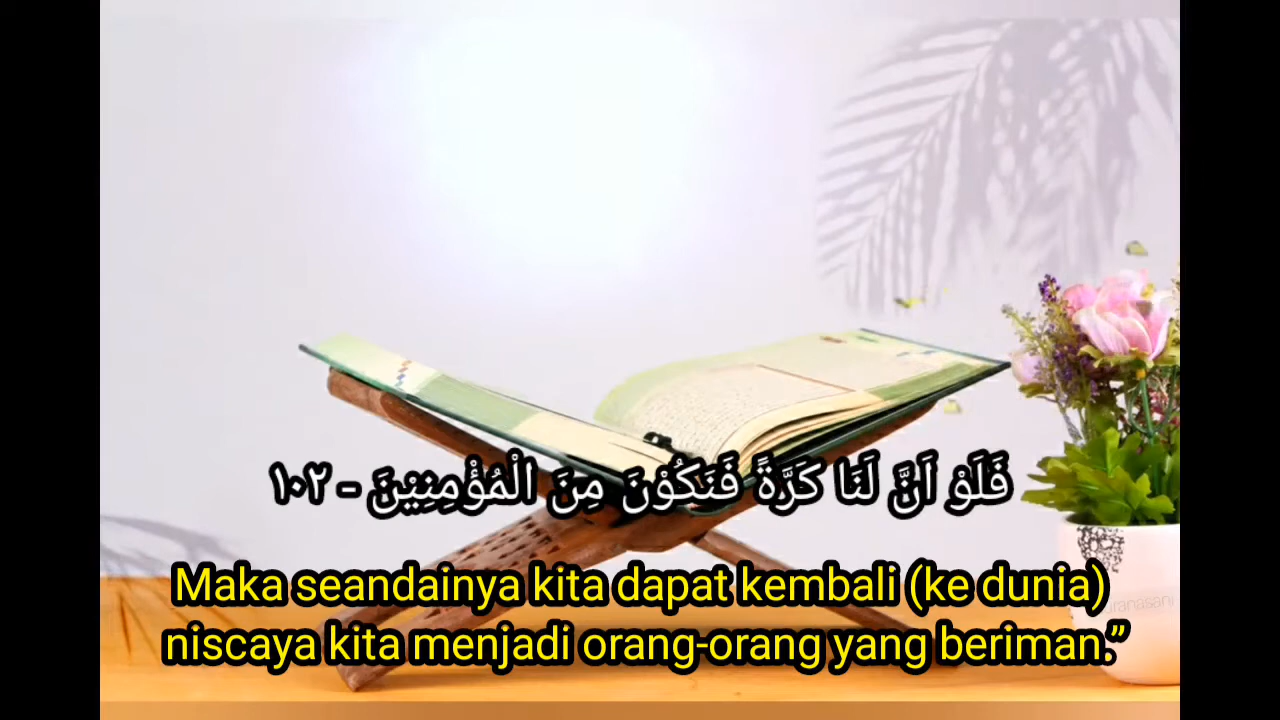 فَلَوْ اَنَّ لَنَا كَرَّةً فَنَكُوْنَ مِنَ الْمُؤْمِنِيْنَ - ١٠٢
Maka seandainya kita dapat kembali (ke dunia)
niscaya kita menjadi orang-orang yang beriman.”